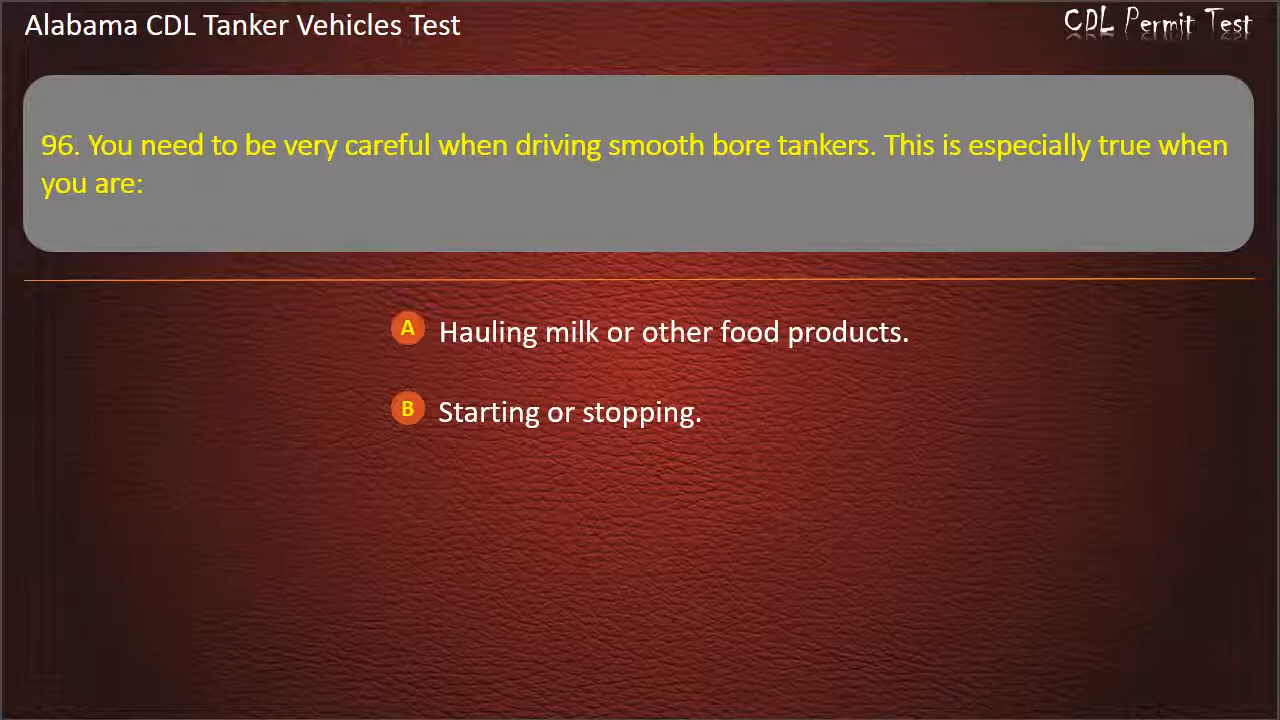 Alabama CDL Tanker Vehicles Test
CDL Permit Test
96. You need to be very careful when driving smooth bore tankers. This is especially true when
you are:
A Hauling milk or other food products.
B Starting or stopping.